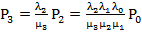 P₃ = λ₂/μ₃ P₂ = λ₂λ₁λ₀/μ₃μ₂μ₁ P₀